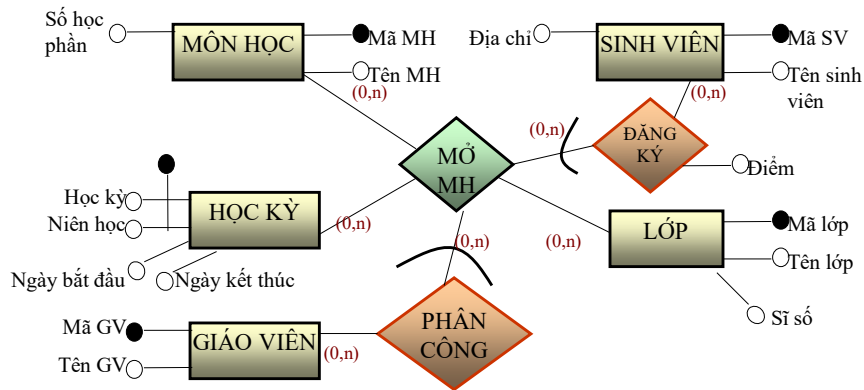 Số học
phần
MÔN HỌC
Mã MH
Tên MH
(0,n)
Địa chỉ
SINH VIÊN
Mã SV
Tên sinh
viên
(0,n)
(0,n)
ĐĂNG
KÝ
Điểm
MỞ
MH
Học kỳ
Niên học
HỌC KỲ
(0,n)
Ngày bắt đầu
Ngày kết thúc
(0,n)
(0,n)
LỚP
Mã lớp
Tên lớp
Sĩ số
Mã GV
Tên GV
GIÁO VIÊN
(0,n)
PHÂN
CÔNG